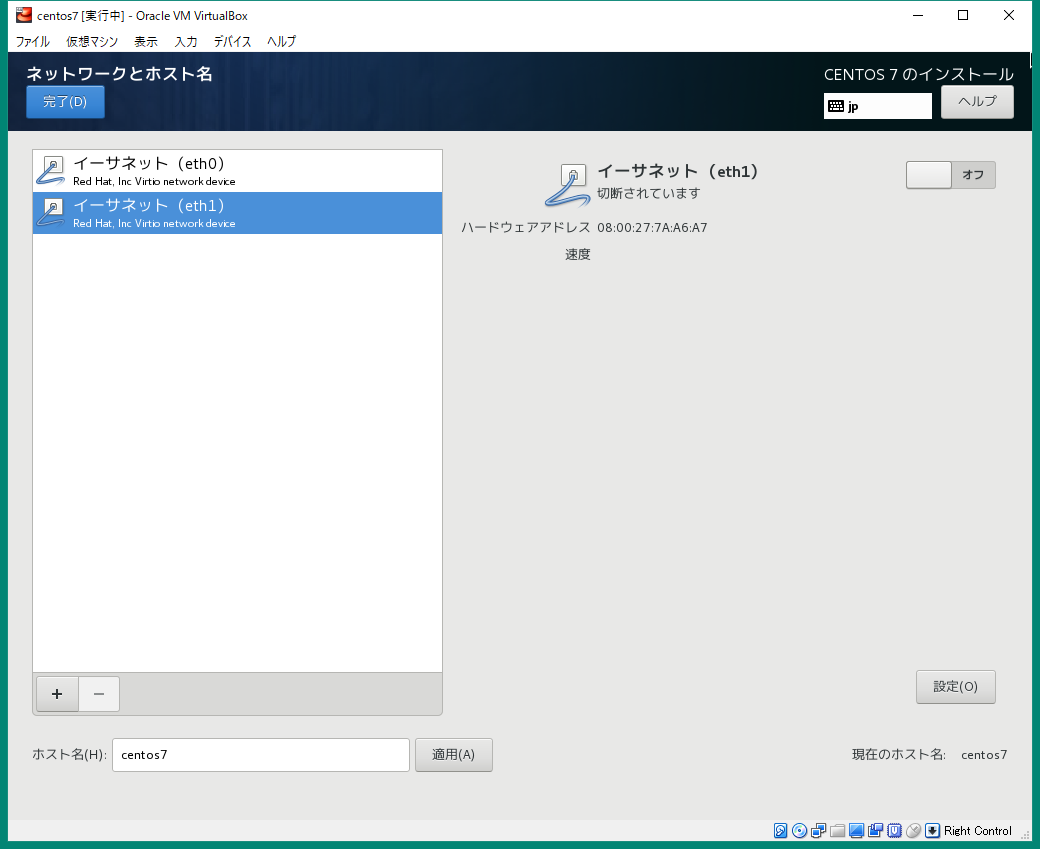 centos7 [実行中] - Oracle VM VirtualBox
ファイル 仮想マシン 表示 入力 デバイス ヘルプ
ネットワークとホスト名
CENTOS 7 のインストール
完了(D)
jp
ヘルプ
イーサネット（eth0）
Red Hat, Inc Virtio network device
イーサネット（eth1）
Red Hat, Inc Virtio network device
イーサネット（eth1）
切断されています
オフ
ハードウェアアドレス 08:00:27:7A:A6:A7
速度
+ −
設定(O)
ホスト名(H): centos7 適用(A)
現在のホスト名: centos7
Right Control